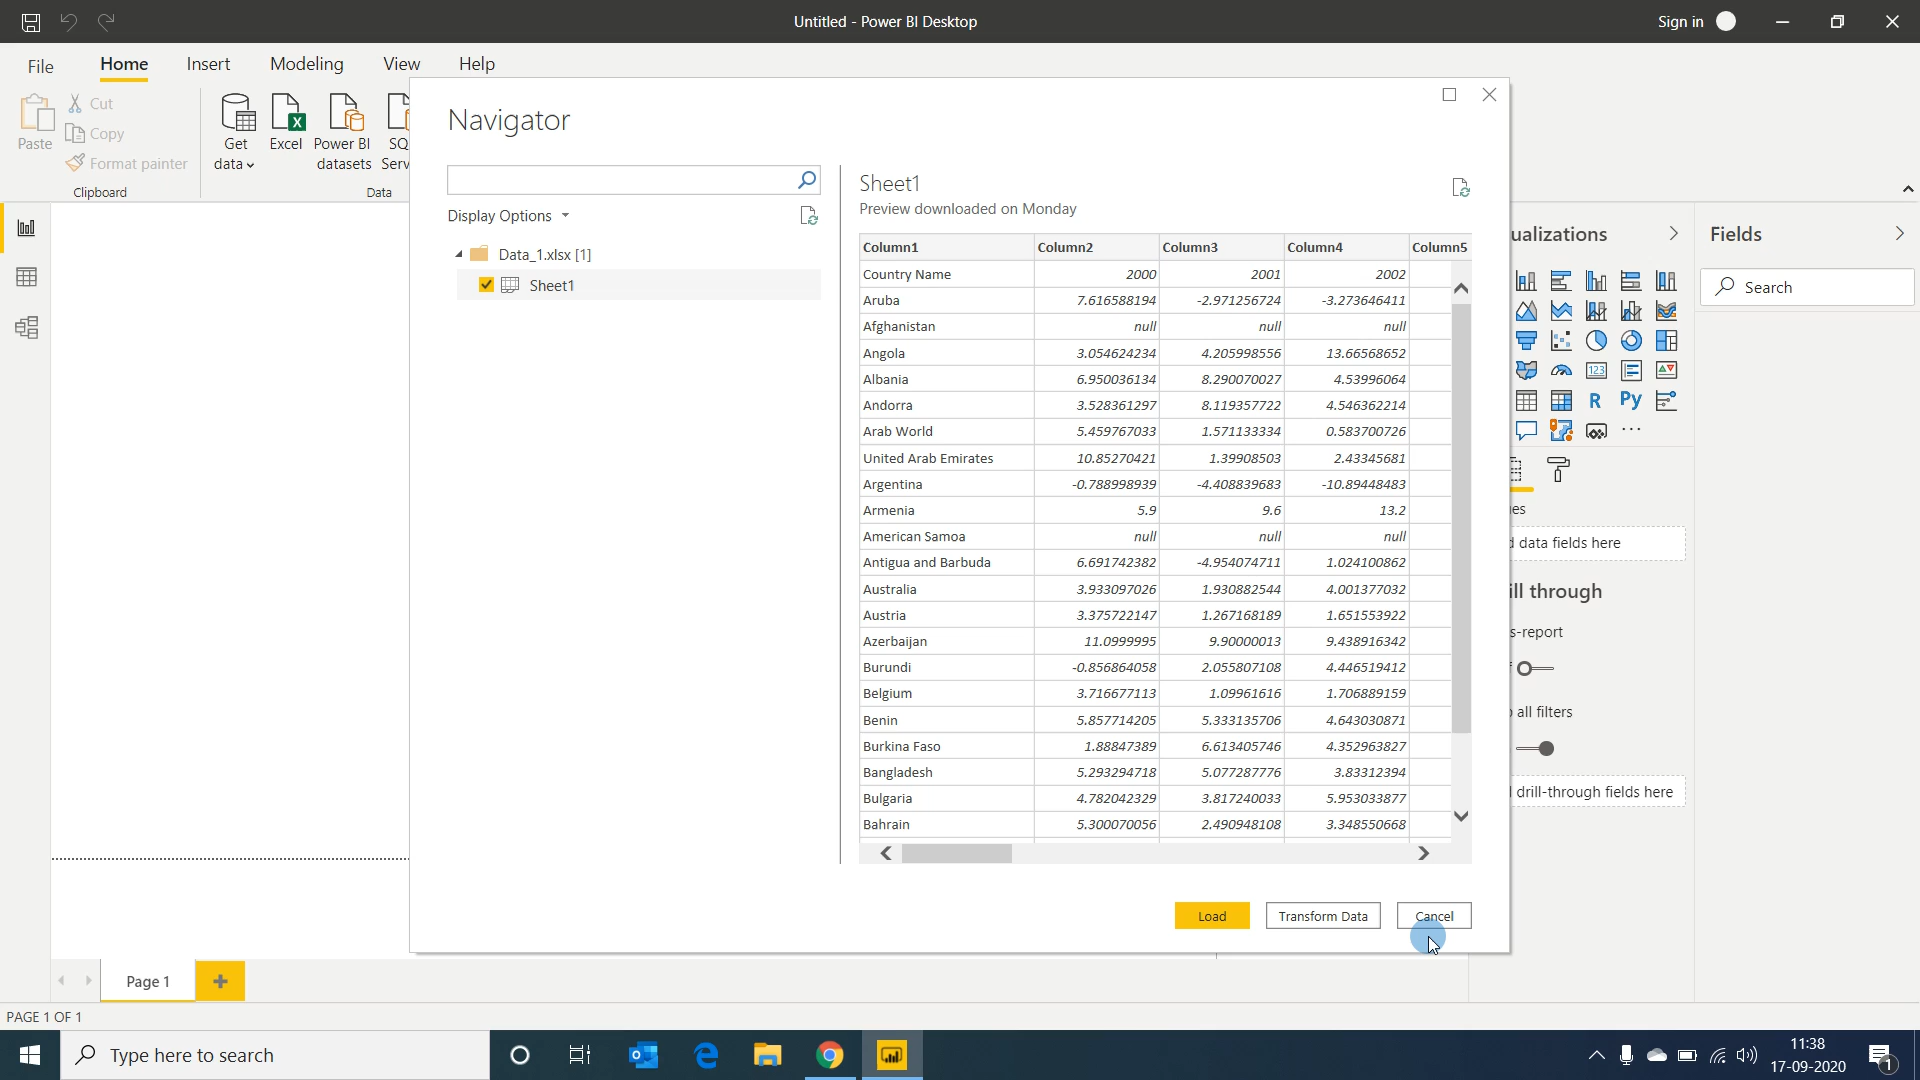 Untitled - Power BI Desktop
Sign in
File
Home
Insert
Modeling
View
Help
Paste
Cut
Copy
Format painter
Clipboard
Get data
Excel
Power BI datasets
SQ
Serv
Data
Navigator
Display Options
Data_1.xlsx [1]
Sheet1
Sheet1
Preview downloaded on Monday
Column1 Column2 Column3 Column4 Column5
Country Name 2000 2001 2002
Aruba 7.616588194 -2.971256724 -3.273646411
Afghanistan null null null
Angola 3.054624234 4.205998556 13.66568652
Albania 6.950036134 8.290070027 4.53996064
Andorra 3.528361297 8.119357722 4.546362214
Arab World 5.459767033 1.571133334 0.583700726
United Arab Emirates 10.85270421 1.39908503 2.43345681
Argentina -0.788998939 -4.408839683 -10.89448483
Armenia 5.9 9.6 13.2
American Samoa null null null
Antigua and Barbuda 6.691742382 -4.954074711 1.024100862
Australia 3.933097026 1.930882544 4.001377032
Austria 3.375722147 1.267168189 1.651553922
Azerbaijan 11.0999995 9.90000013 9.438916342
Burundi -0.856864058 2.055807108 4.446519412
Belgium 3.716677113 1.09961616 1.706889159
Benin 5.857714205 5.333135706 4.643030871
Burkina Faso 1.88847389 6.613405746 4.352963827
Bangladesh 5.293294718 5.077287776 3.83312394
Bulgaria 4.782042329 3.817240033 5.953033877
Bahrain 5.300070056 2.490948108 3.348550668
Load
Transform Data
Cancel
ualizations
123
R
Py
...
es
d data fields here
ill through
s-report
all filters
drill-through fields here
Fields
Search
Page 1
PAGE 1 OF 1
Type here to search
11:38
17-09-2020
1